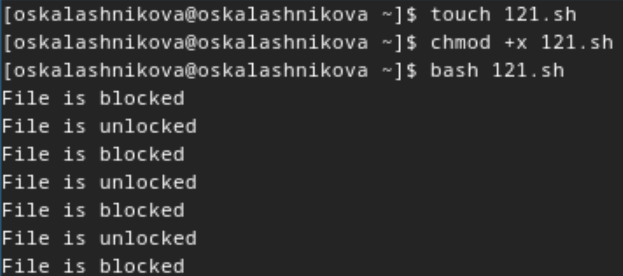 [oskalashnikova@oskalashnikova ~]$ touch 121.sh
[oskalashnikova@oskalashnikova ~]$ chmod +x 121.sh
[oskalashnikova@oskalashnikova ~]$ bash 121.sh
File is blocked
File is unlocked
File is blocked
File is unlocked
File is blocked
File is unlocked
File is blocked